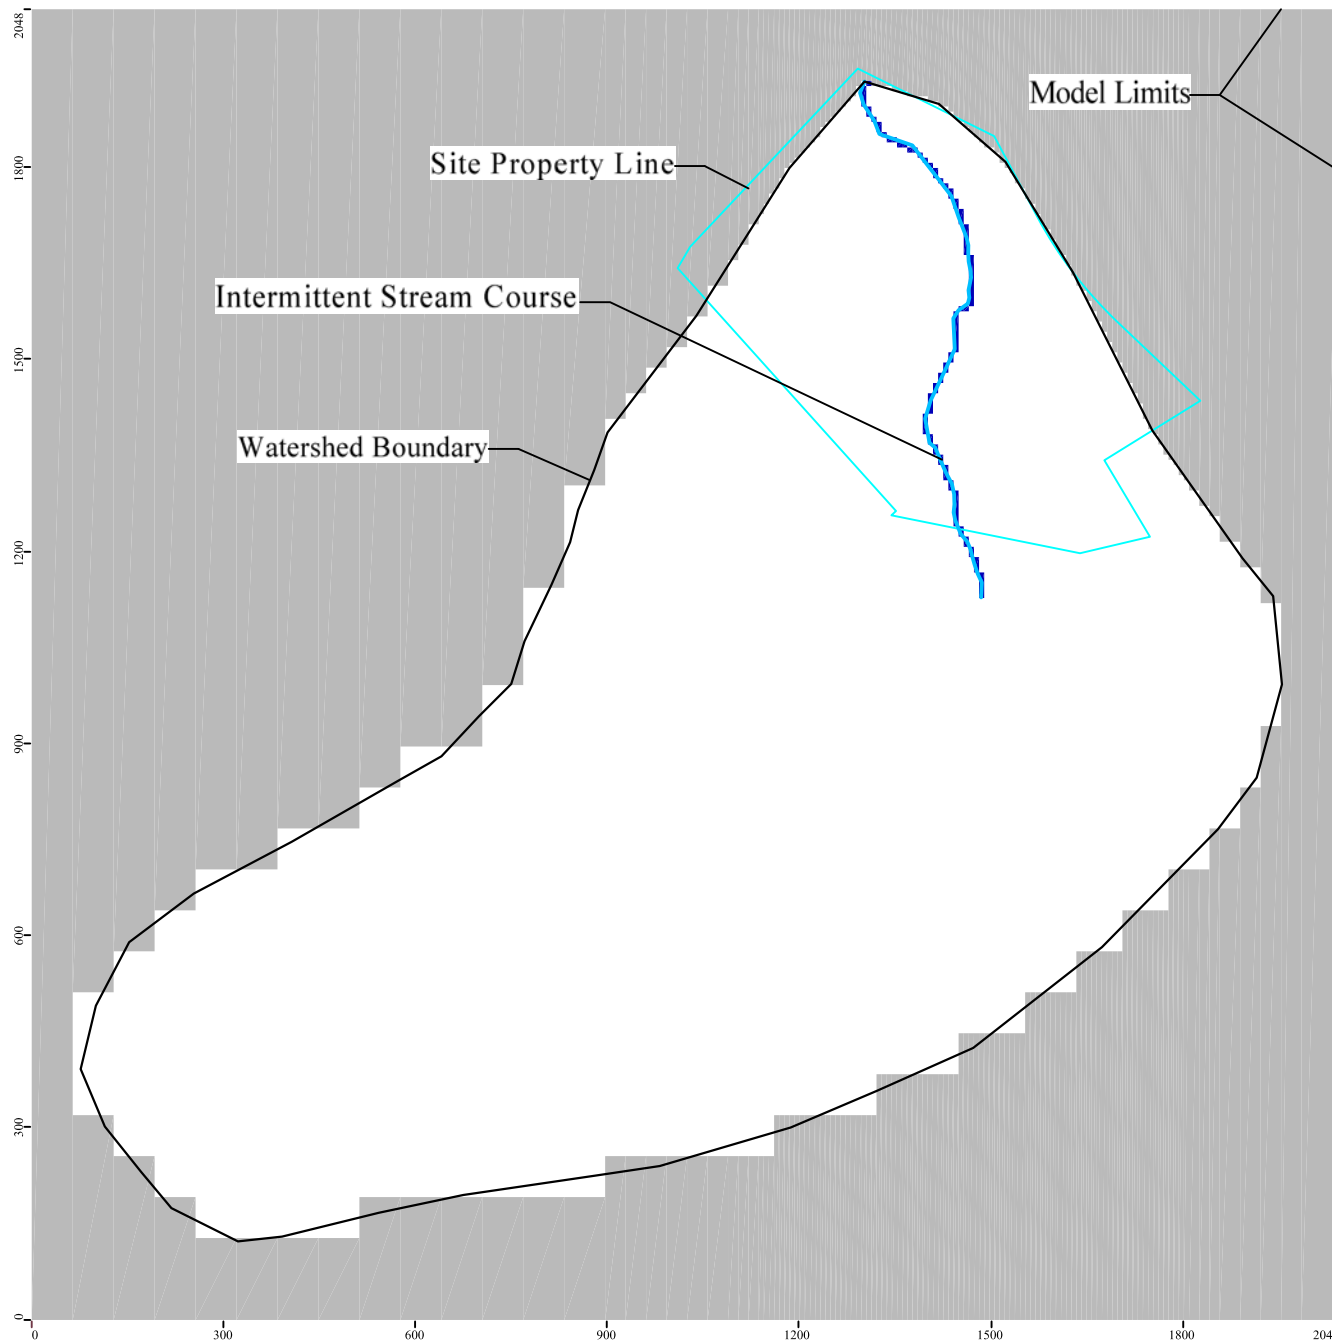 2048
Model Limits
Site Property Line
1800
Intermittent Stream Course
1500
Watershed Boundary
1200
900
600
300
0
0 300 600 900 1200 1500 1800 204